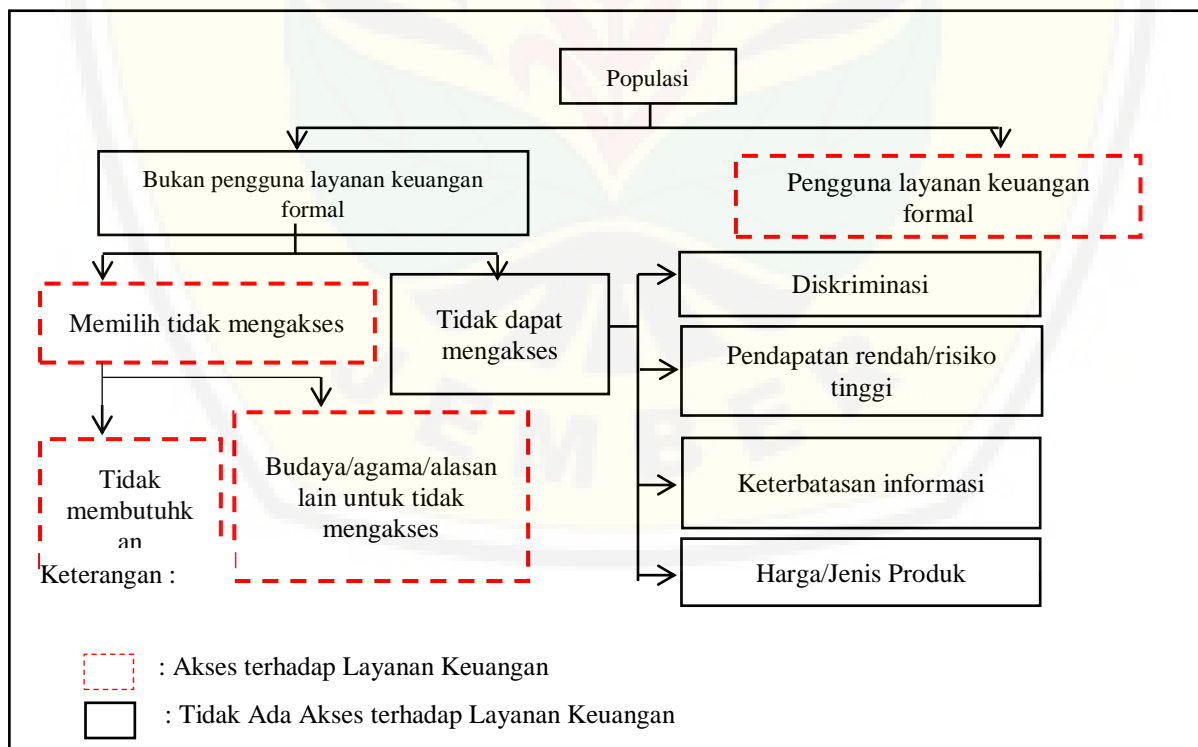 Populasi
Bukan pengguna layanan keuangan
formal
Pengguna layanan keuangan
formal
Memilih tidak mengakses
Tidak dapat
mengakses
Diskriminasi
Pendapatan rendah/risiko
tinggi
Tidak
membutuhk
an
Budaya/agama/alasan
lain untuk tidak
mengakses
Keterbatasan informasi
Harga/Jenis Produk
Keterangan :
: Akses terhadap Layanan Keuangan
: Tidak Ada Akses terhadap Layanan Keuangan
JEMBER